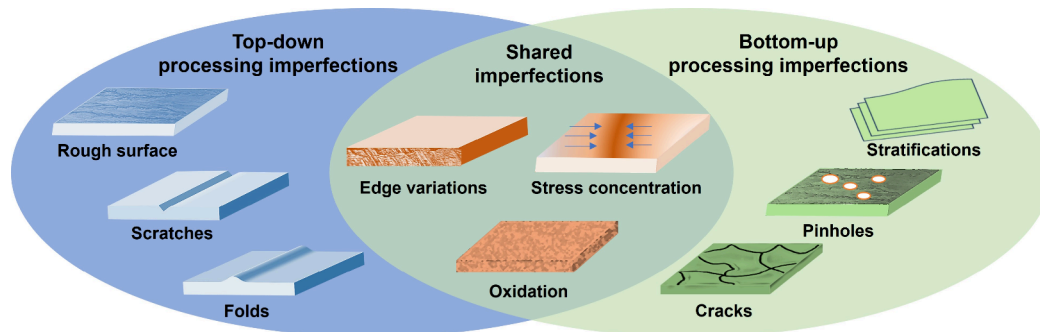 Top-down
processing imperfections
Rough surface
Scratches
Folds
Shared
imperfections
Edge variations
Stress concentration
Oxidation
Bottom-up
processing imperfections
Stratifications
Pinholes
Cracks